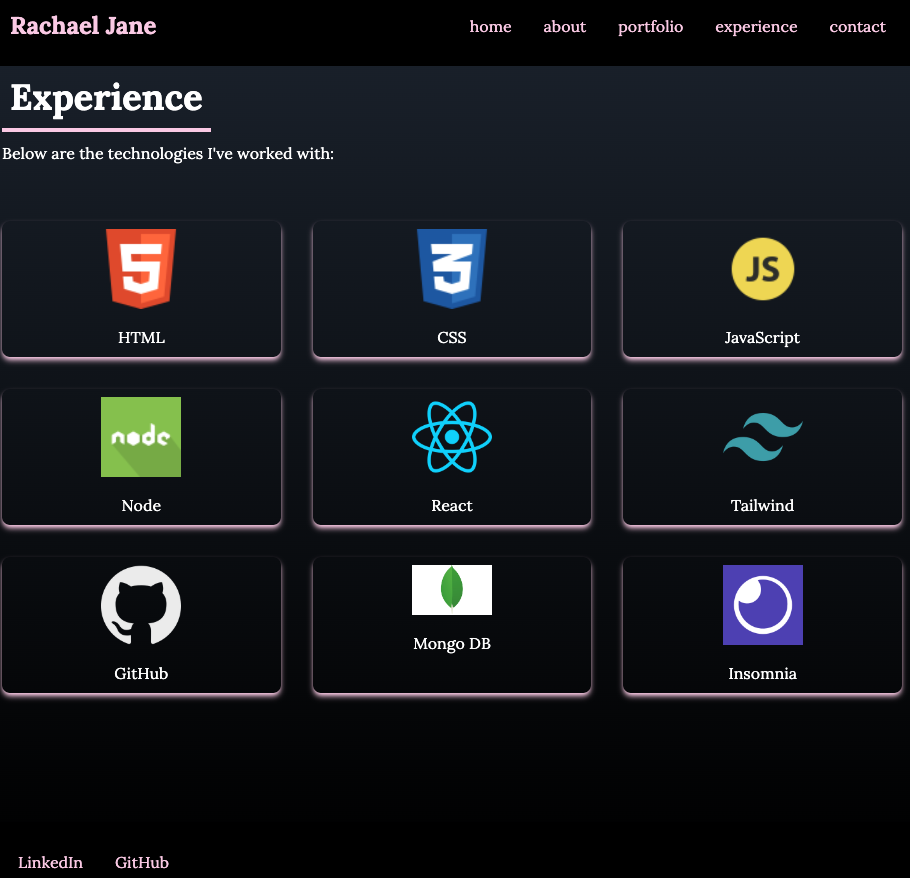 Rachael Jane home about portfolio experience contact
Experience
Below are the technologies I've worked with:
5 3 JS
HTML CSS JavaScript
node
Node React Tailwind
Mongo DB
GitHub Insomnia
LinkedIn GitHub